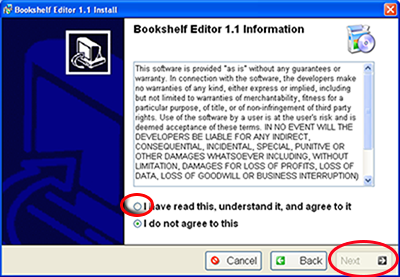 Bookshelf Editor 1.1 Install
Bookshelf Editor 1.1 Information
This software is provided "as is" without any guarantees or
warranty. In connection with the software, the developers make
no warranties of any kind, either express or implied, including
but not limited to warranties of merchantability, fitness for a
particular purpose, of title, or of non-infringement of third party
rights. Use of the software by a user is at the user's risk and is
deemed acceptance of these terms. IN NO EVENT WILL THE
DEVELOPERS BE LIABLE FOR ANY INDIRECT,
CONSEQUENTIAL, INCIDENTAL, SPECIAL, PUNITIVE OR
OTHER DAMAGES WHATSOEVER INCLUDING, WITHOUT
LIMITATION, DAMAGES FOR LOSS OF PROFITS, LOSS OF
DATA, LOSS OF GOODWILL OR BUSINESS INTERRUPTION)
I have read this, understand it, and agree to it
I do not agree to this
Cancel
Back
Next